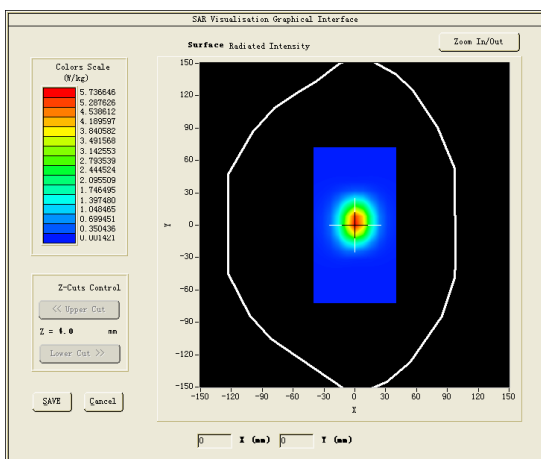 SAR Visualisation Graphical Interface
Surface Radiated Intensity
Zoom In/Out
Colors Scale
(W/kg)
5.736646
5.287626
4.538612
4.189597
3.840582
3.491568
3.142553
2.793539
2.444524
2.095509
1.746495
1.397480
1.048465
0.699451
0.350436
0.001421
150
120
90
60
30
0
-30
-60
-90
-120
-150
Y
-150 -120 -90 -60 -30 0 30 60 90 120 150
X
Z-Cuts Control
<< Upper Cut
Z = 4.0 mm
Lower Cut >>
SAVE Cancel
0 X (mm) 0 Y (mm)